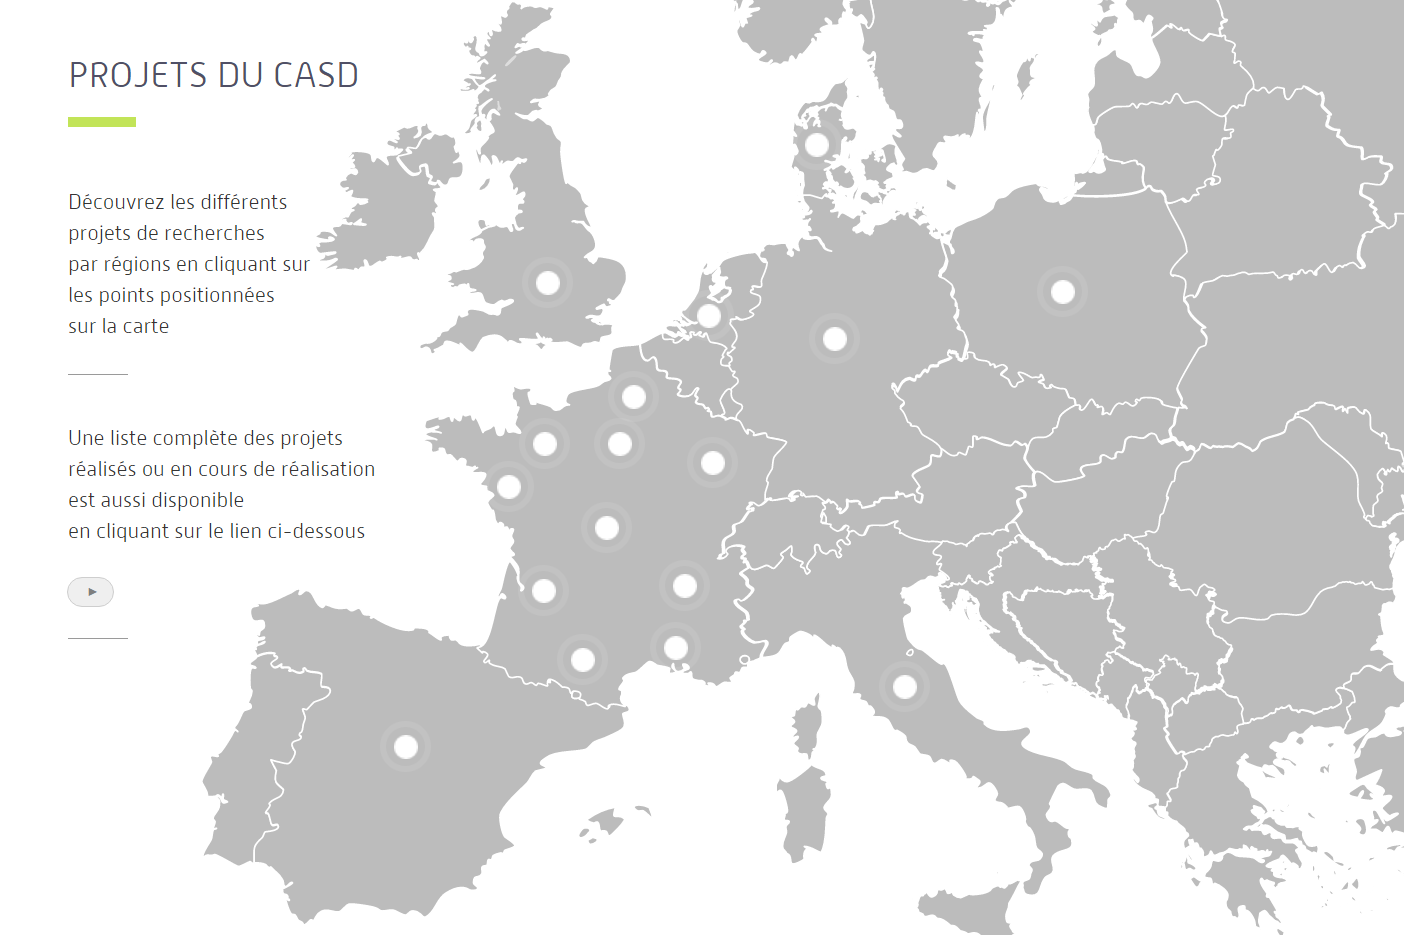 PROJETS DU CASD
Découvrez les différents
projets de recherches
par régions en cliquant sur
les points positionnées
sur la carte
Une liste complète des projets
réalisés ou en cours de réalisation
est aussi disponible
en cliquant sur le lien ci-dessous